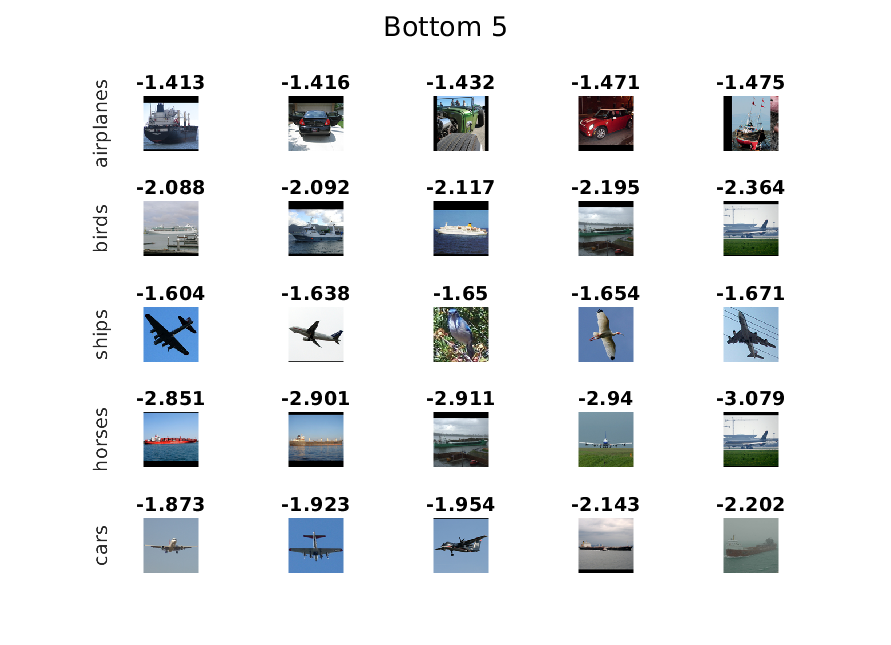 Bottom 5
airplanes
-1.413 -1.416 -1.432 -1.471 -1.475
birds
-2.088 -2.092 -2.117 -2.195 -2.364
ships
-1.604 -1.638 -1.65 -1.654 -1.671
horses
-2.851 -2.901 -2.911 -2.94 -3.079
cars
-1.873 -1.923 -1.954 -2.143 -2.202